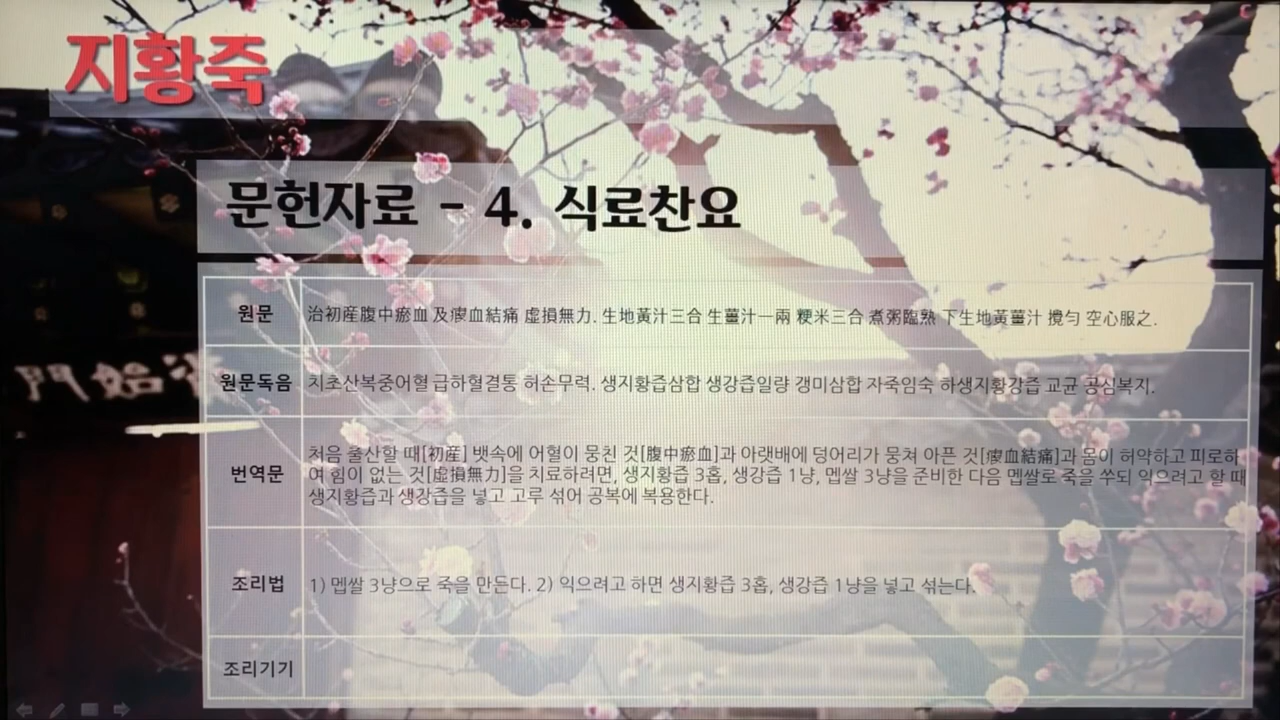 지황죽
문헌자료 - 4. 식료찬요
원문
治初産腹中瘀血 及瘕血結痛 虛損無力. 生地黃汁三合 生薑汁一兩 粳米三合 煮粥臨熟 下生地黃薑汁 攪勻 空心服之.
원문독음
치초산복중어혈 급하혈결통 허손무력. 생지황즙삼합 생강즙일량 갱미삼합 자죽임숙 하생지황강즙 교균 공심복지.
번역문
처음 출산할 때[初産] 뱃속에 어혈이 뭉친 것[腹中瘀血]과 아랫배에 덩어리가 뭉쳐 아픈 것[瘕血結痛]과 몸이 허약하고 피로하
여 힘이 없는 것[虛損無力]을 치료하려면, 생지황즙 3홉, 생강즙 1냥, 멥쌀 3냥을 준비한 다음 멥쌀로 죽을 쑤되 익으려고 할 때
생지황즙과 생강즙을 넣고 고루 섞어 공복에 복용한다.
조리법
1) 멥쌀 3냥으로 죽을 만든다. 2) 익으려고 하면 생지황즙 3홉, 생강즙 1냥을 넣고 섞는다.
조리기기